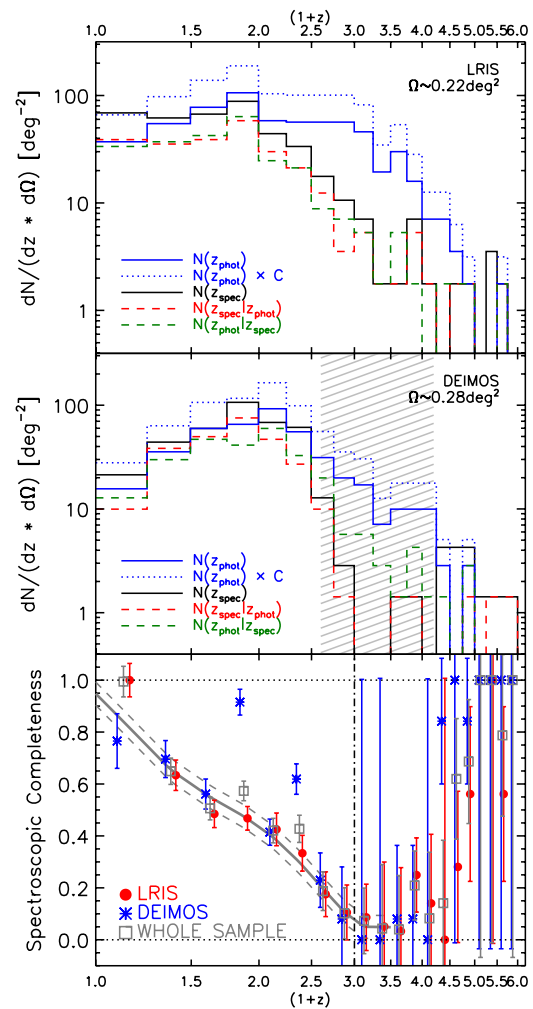 (1+z)
1.0 1.5 2.0 2.5 3.0 3.5 4.0 4.5 5.0 5.5 6.0
LRIS
Ω~0.22deg²
100
10
1
dN/(dz * dΩ) [deg⁻²]
N(z_phot)
N(z_phot) × C
N(z_spec)
N(z_spec|z_phot)
N(z_phot|z_spec)
DEIMOS
Ω~0.28deg²
100
10
1
dN/(dz * dΩ) [deg⁻²]
N(z_phot)
N(z_phot) × C
N(z_spec)
N(z_spec|z_phot)
N(z_phot|z_spec)
1.0
0.8
0.6
0.4
0.2
0.0
Spectroscopic Completeness
LRIS
DEIMOS
WHOLE SAMPLE
1.0 1.5 2.0 2.5 3.0 3.5 4.0 4.5 5.0 5.5 6.0
(1+z)